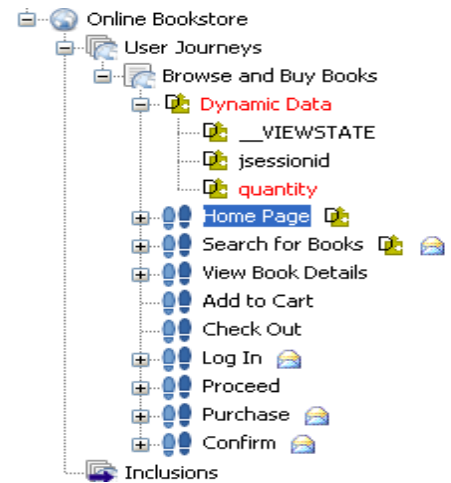 Online Bookstore
User Journeys
Browse and Buy Books
Dynamic Data
__VIEWSTATE
jsessionid
quantity
Home Page
Search for Books
View Book Details
Add to Cart
Check Out
Log In
Proceed
Purchase
Confirm
Inclusions